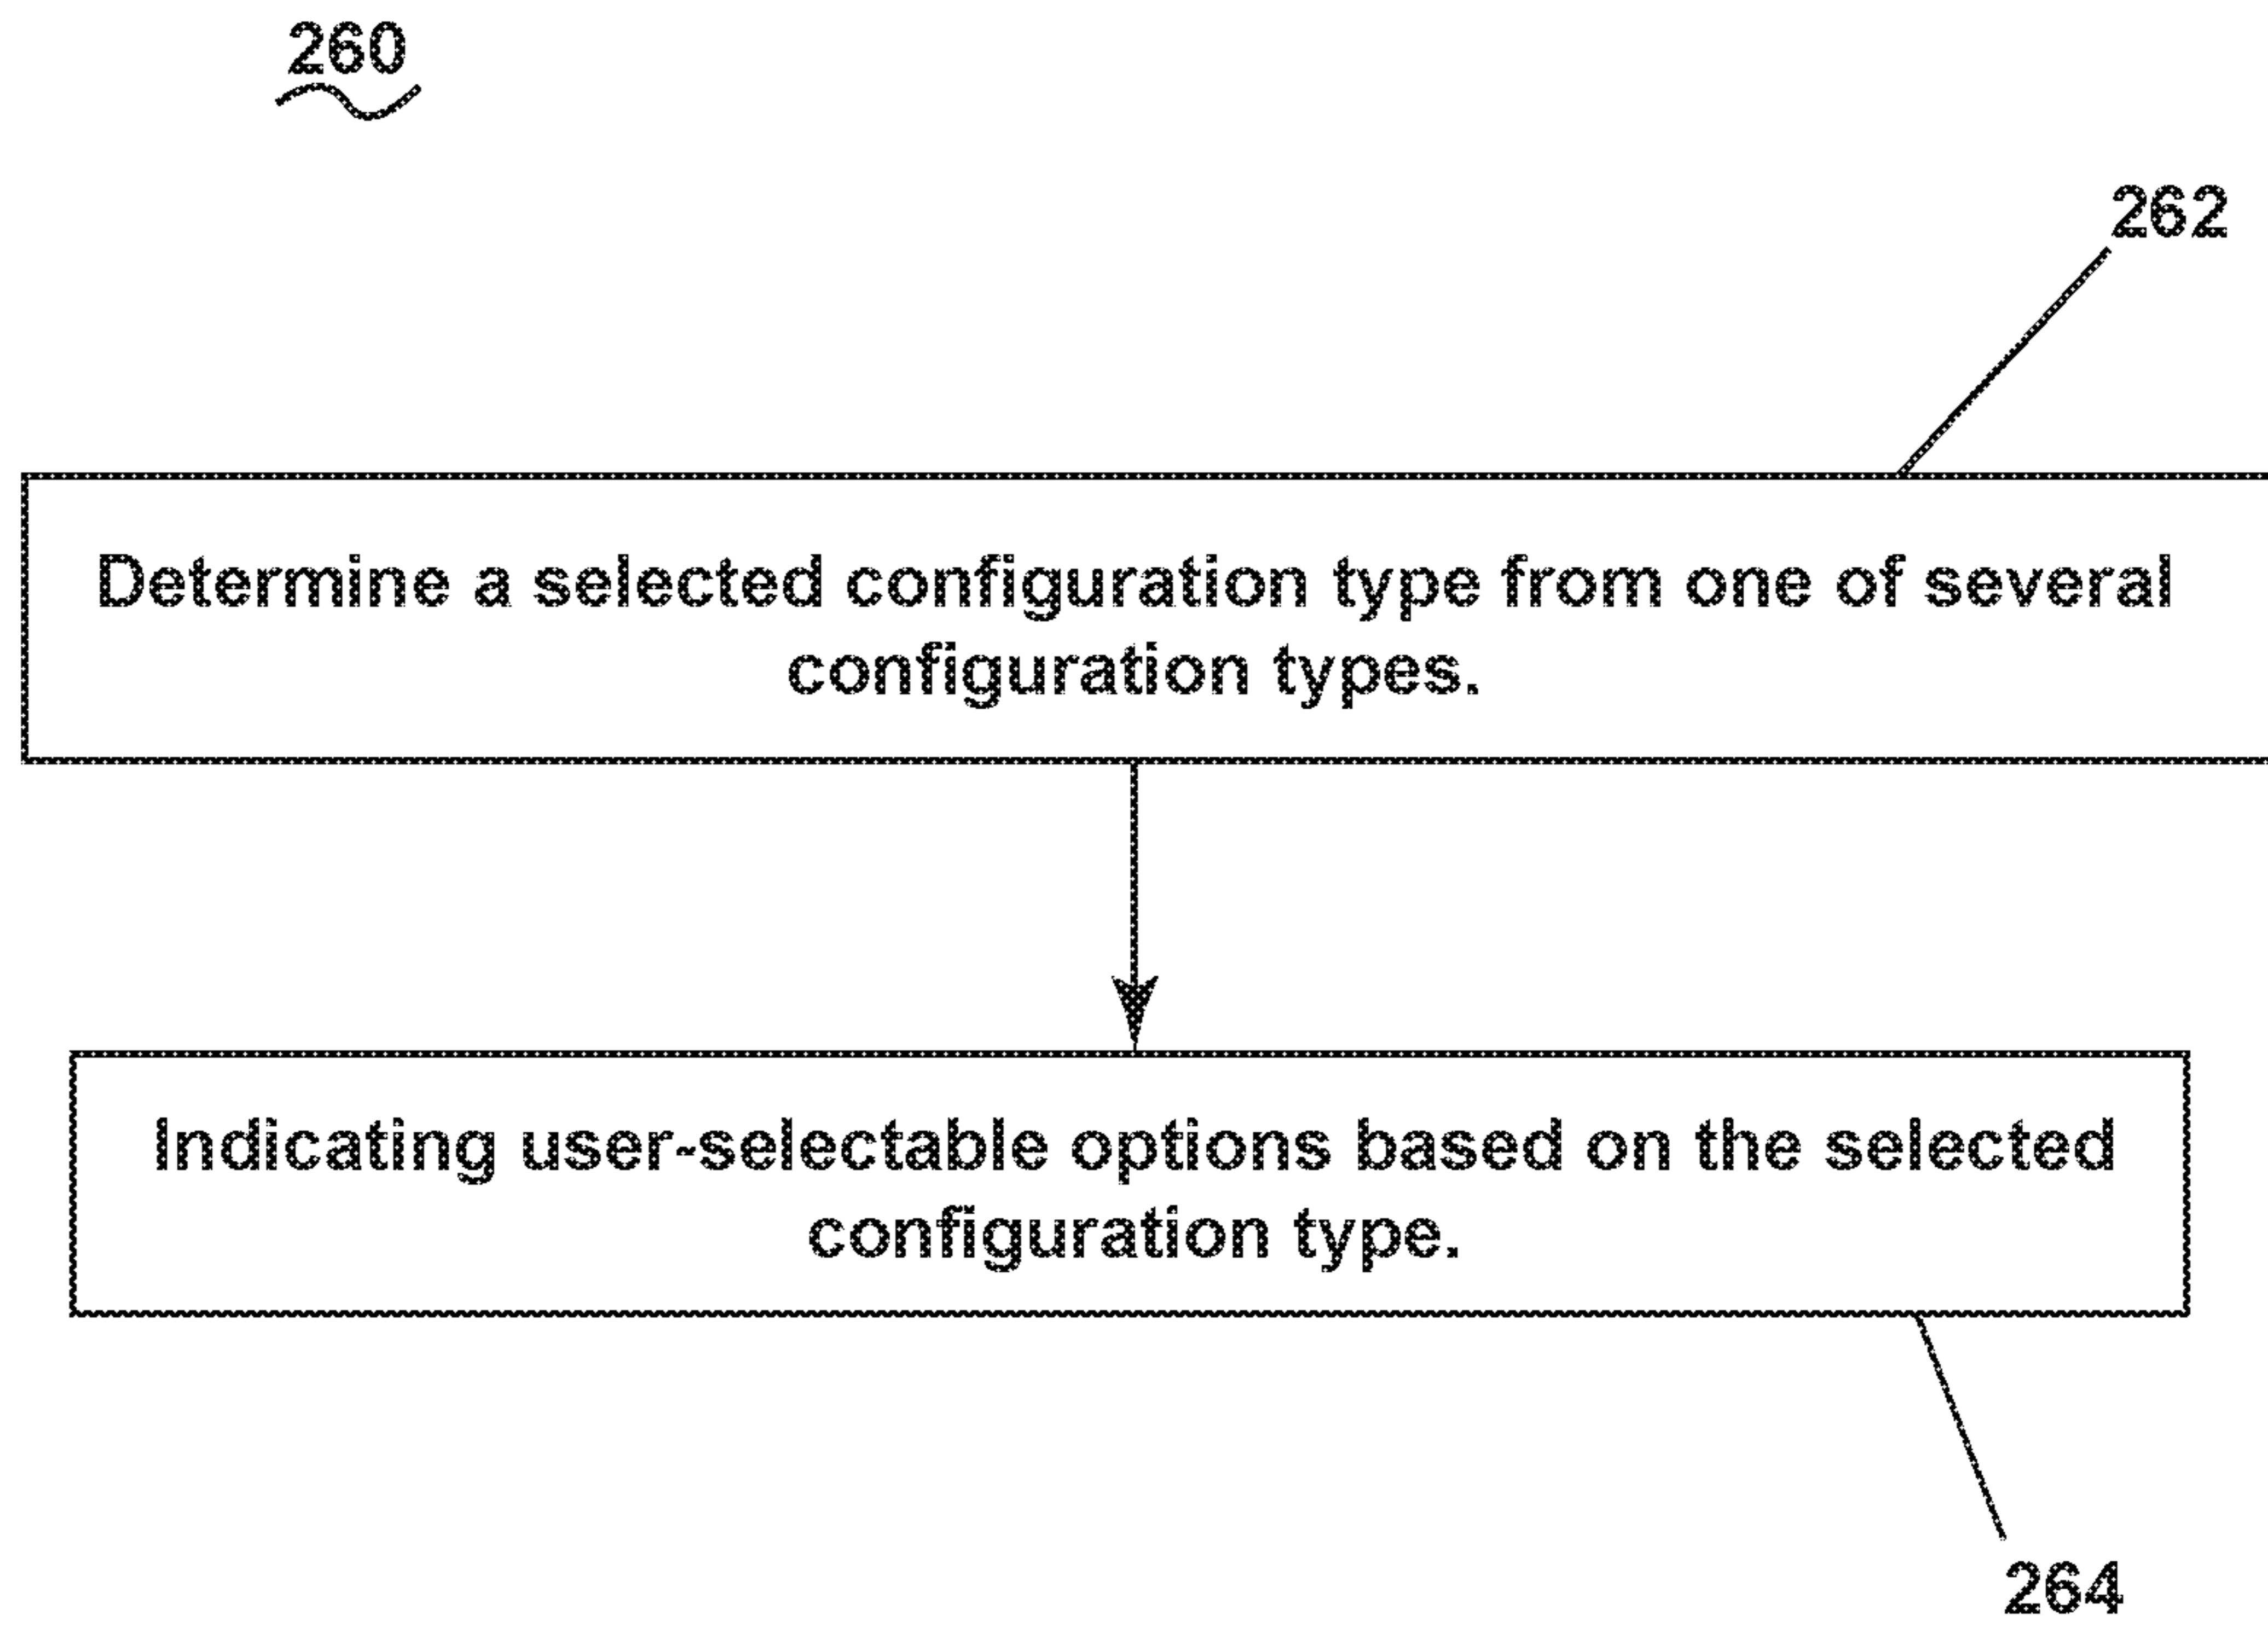 260
262
Determine a selected configuration type from one of several
configuration types.
Indicating user-selectable options based on the selected
configuration type.
264